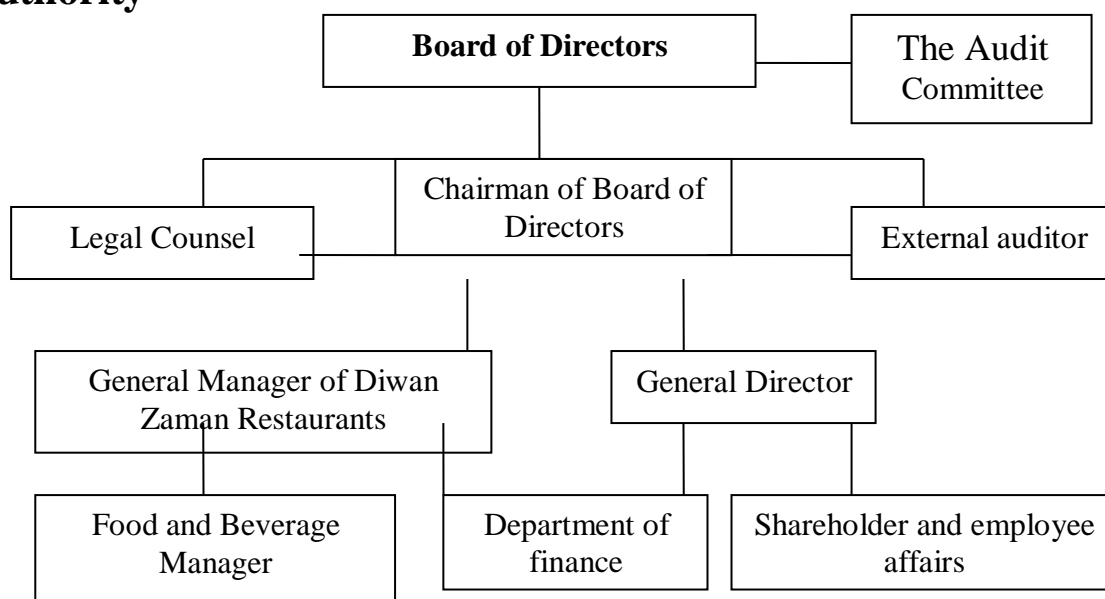 Board of Directors
The Audit
Committee
Chairman of Board of
Directors
Legal Counsel
External auditor
General Manager of Diwan
Zaman Restaurants
General Director
Food and Beverage
Manager
Department of
finance
Shareholder and employee
affairs